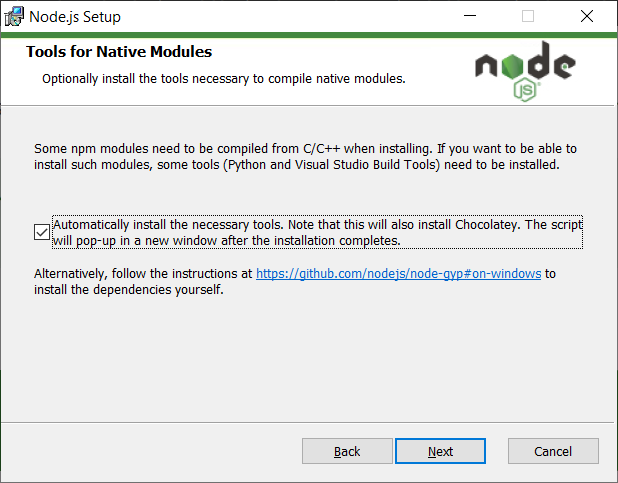 Node.js Setup
Tools for Native Modules
Optionally install the tools necessary to compile native modules.
node
JS
Some npm modules need to be compiled from C/C++ when installing. If you want to be able to
install such modules, some tools (Python and Visual Studio Build Tools) need to be installed.
Automatically install the necessary tools. Note that this will also install Chocolatey. The script
will pop-up in a new window after the installation completes.
Alternatively, follow the instructions at https://github.com/nodejs/node-gyp#on-windows to
install the dependencies yourself.
Back
Next
Cancel